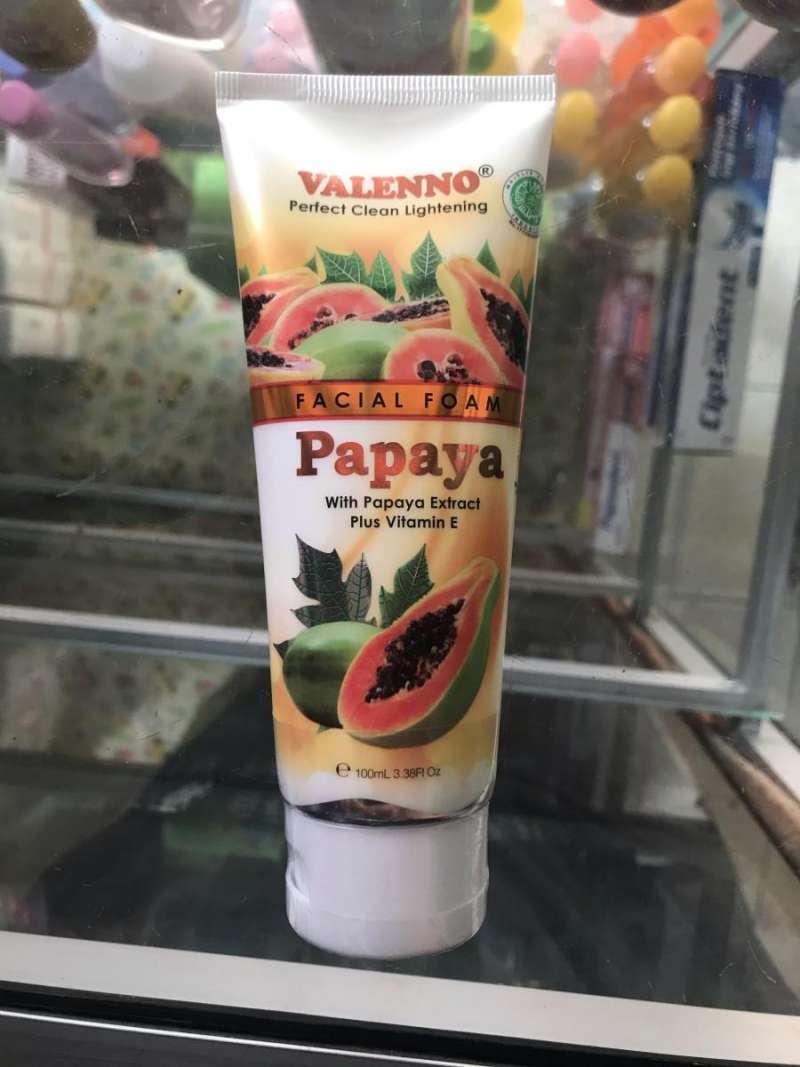 VALENNO®
Perfect Clean Lightening
FACIAL FOAM
Papaya
With Papaya Extract
Plus Vitamin E
℮ 100mL 3.38Fl Oz
Ciptadent